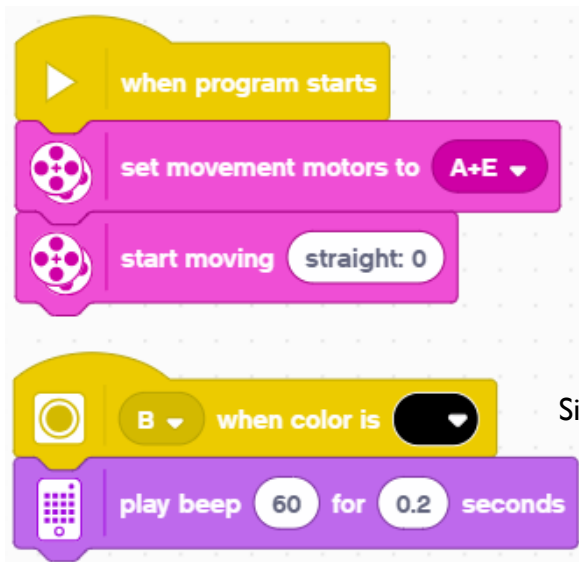 when program starts
set movement motors to A+E
start moving straight: 0
B when color is
Si
play beep 60 for 0.2 seconds